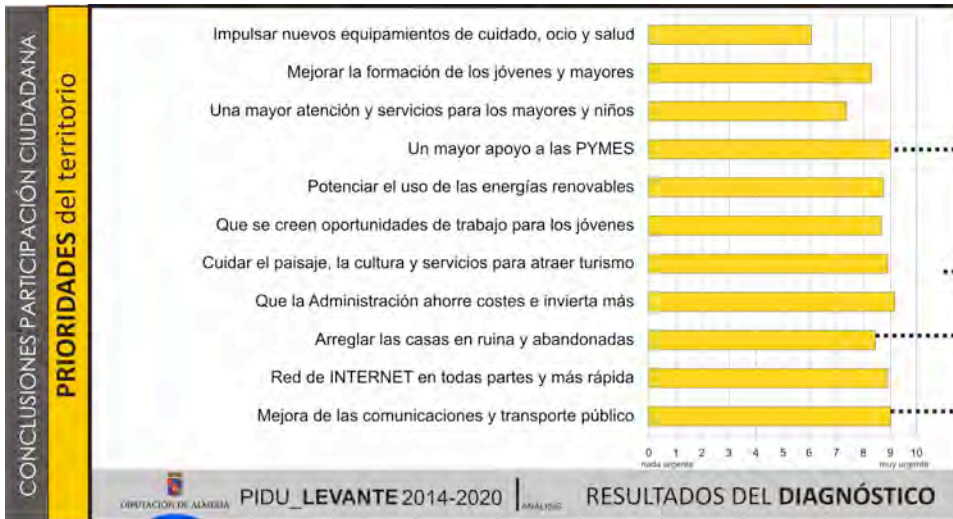 CONCLUSIONES PARTICIPACIÓN CIUDADANA
PRIORIDADES del territorio
Impulsar nuevos equipamientos de cuidado, ocio y salud
Mejorar la formación de los jóvenes y mayores
Una mayor atención y servicios para los mayores y niños
Un mayor apoyo a las PYMES
Potenciar el uso de las energías renovables
Que se creen oportunidades de trabajo para los jóvenes
Cuidar el paisaje, la cultura y servicios para atraer turismo
Que la Administración ahorre costes e invierta más
Arreglar las casas en ruina y abandonadas
Red de INTERNET en todas partes y más rápida
Mejora de las comunicaciones y transporte público
0 1 2 3 4 5 6 7 8 9 10
nada urgente muy urgente
DIPUTACIÓN DE ALMERÍA
PIDU_LEVANTE 2014-2020
ANÁLISIS
RESULTADOS DEL DIAGNÓSTICO